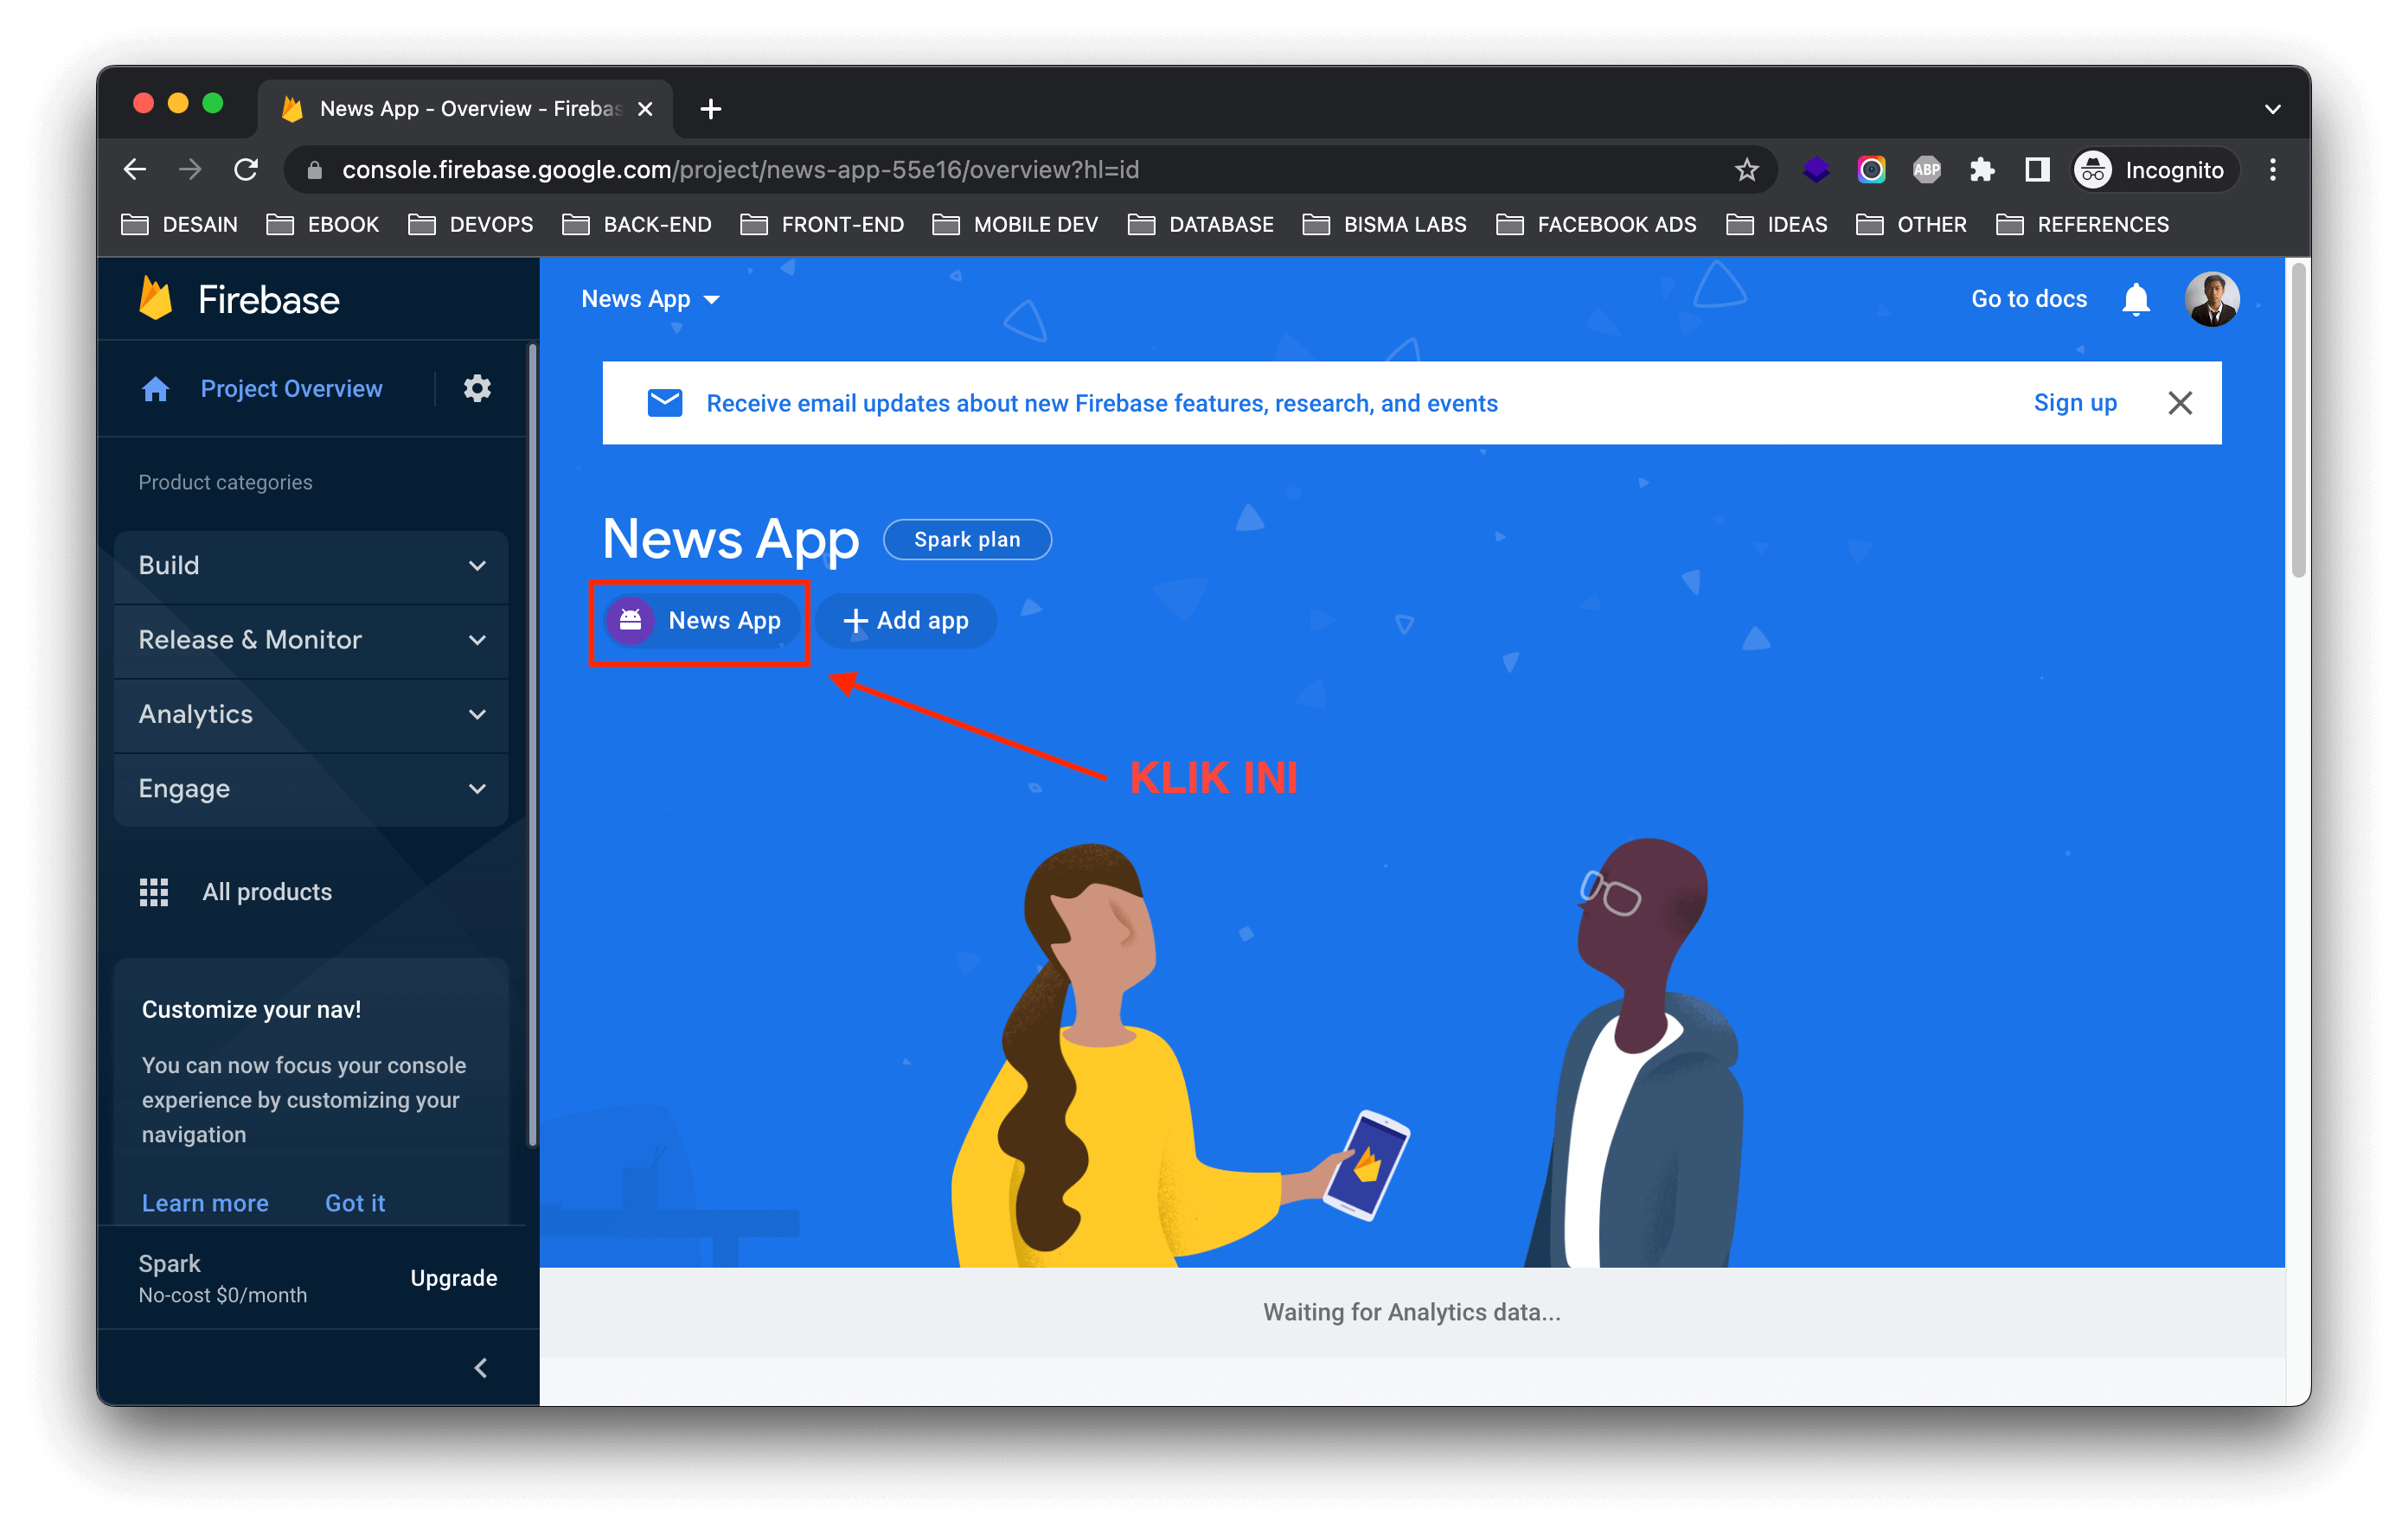 News App - Overview - Firebas
console.firebase.google.com/project/news-app-55e16/overview?hl=id
ABP
Incognito
DESAIN
EBOOK
DEVOPS
BACK-END
FRONT-END
MOBILE DEV
DATABASE
BISMA LABS
FACEBOOK ADS
IDEAS
OTHER
REFERENCES
Firebase
Project Overview
Product categories
Build
Release & Monitor
Analytics
Engage
All products
Customize your nav!
You can now focus your console
experience by customizing your
navigation
Learn more
Got it
Spark
No-cost $0/month
Upgrade
News App
Go to docs
Receive email updates about new Firebase features, research, and events
Sign up
News App
Spark plan
News App
Add app
KLIK INI
Waiting for Analytics data...